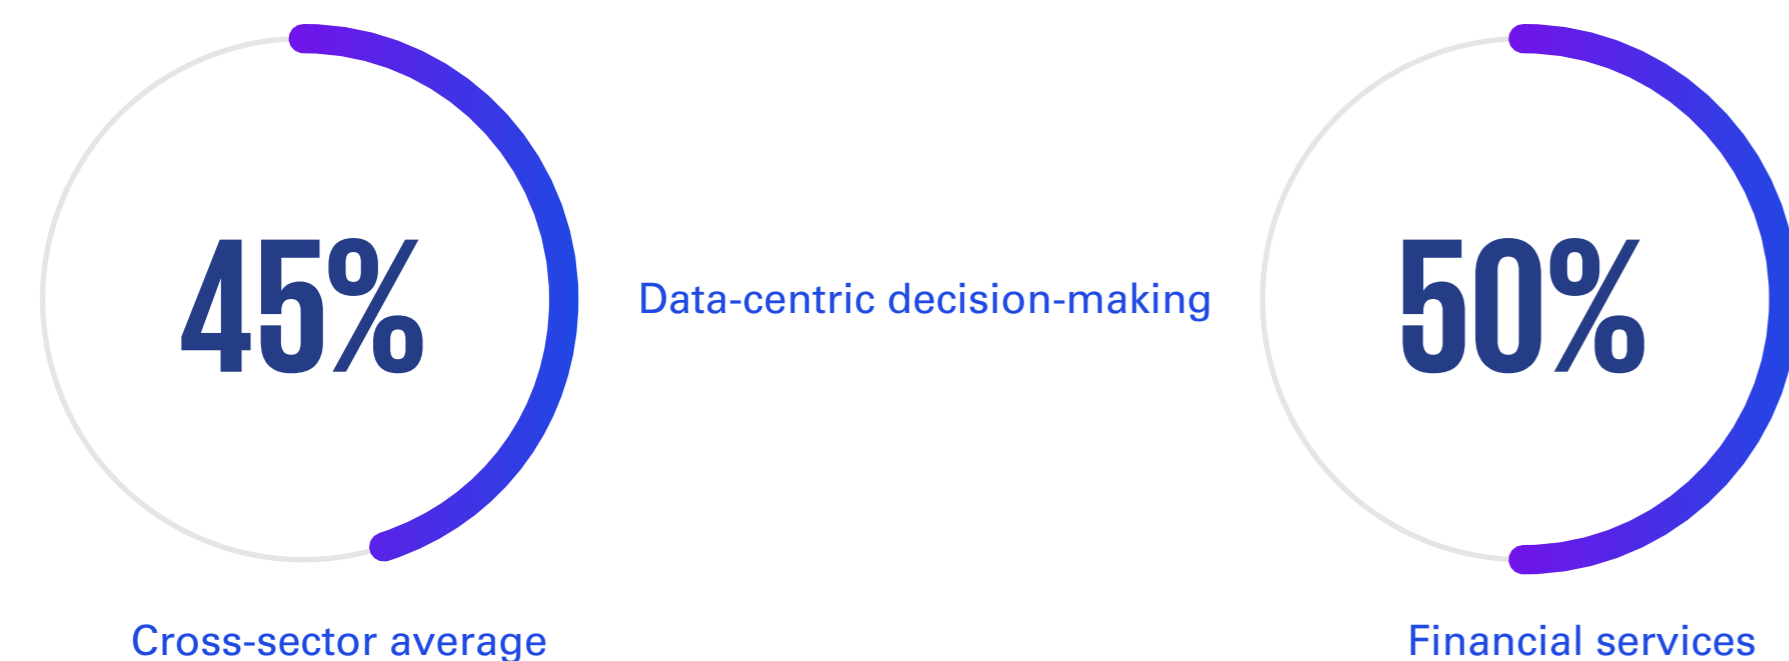 45%
Data-centric decision-making
50%
Cross-sector average
Financial services